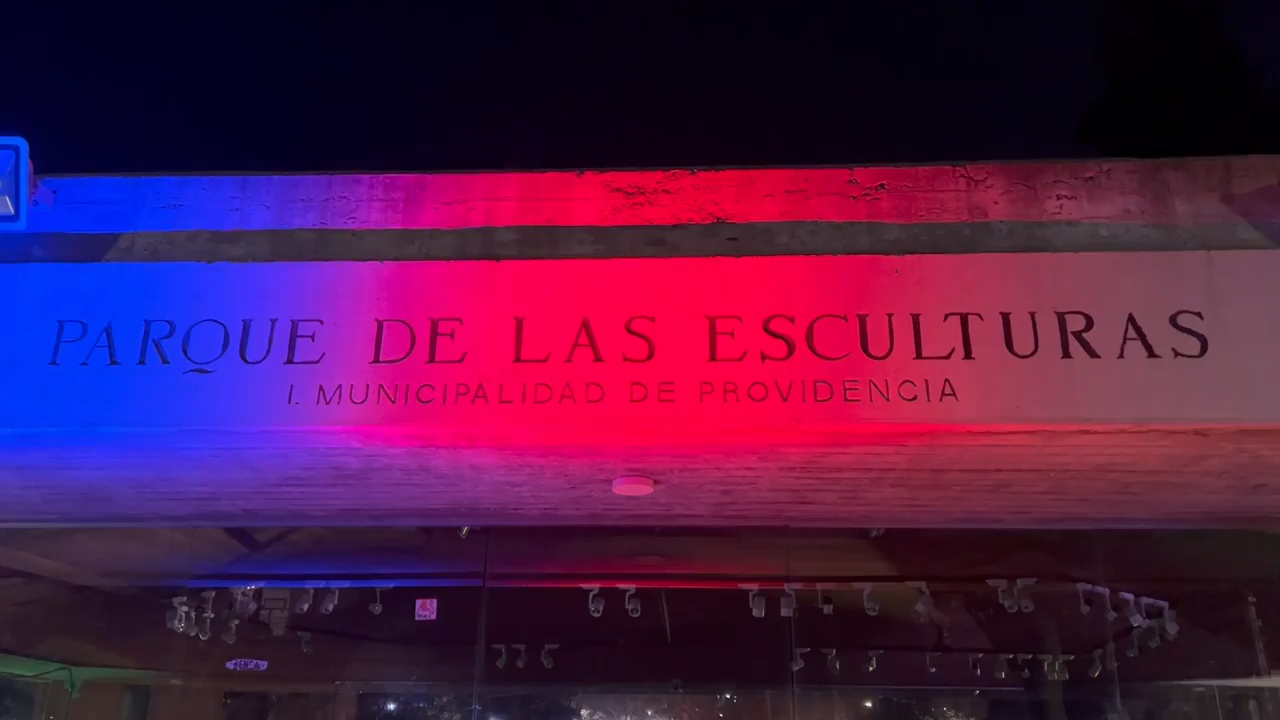 PARQUE DE LAS ESCULTURAS
I. MUNICIPALIDAD DE PROVIDENCIA